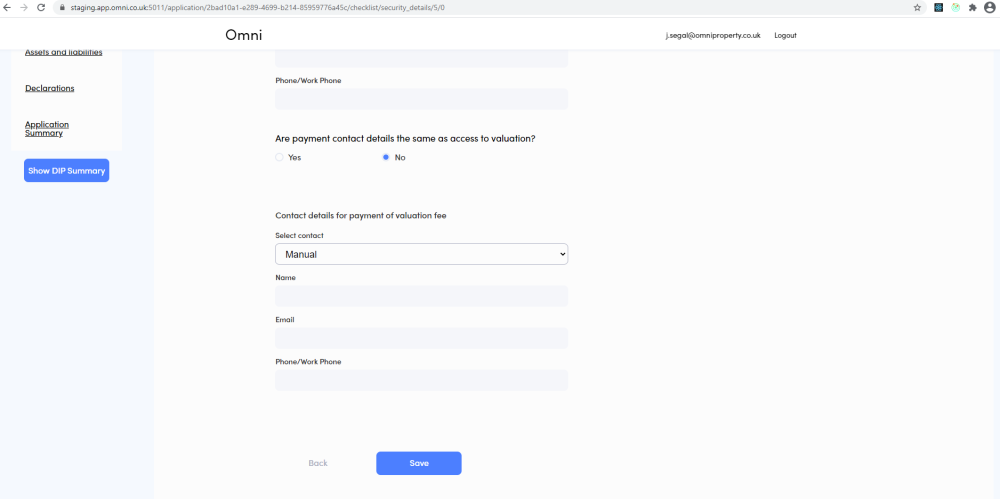 staging.app.omni.co.uk:5011/application/2bad10a1-e289-4699-b214-85959776a45c/checklist/security_details/5/0
Omni
j.segal@omniproperty.co.uk
Logout
Assets and liabilities
Declarations
Application
Summary
Show DIP Summary
Phone/Work Phone
Are payment contact details the same as access to valuation?
Yes
No
Contact details for payment of valuation fee
Select contact
Manual
Name
Email
Phone/Work Phone
Back
Save